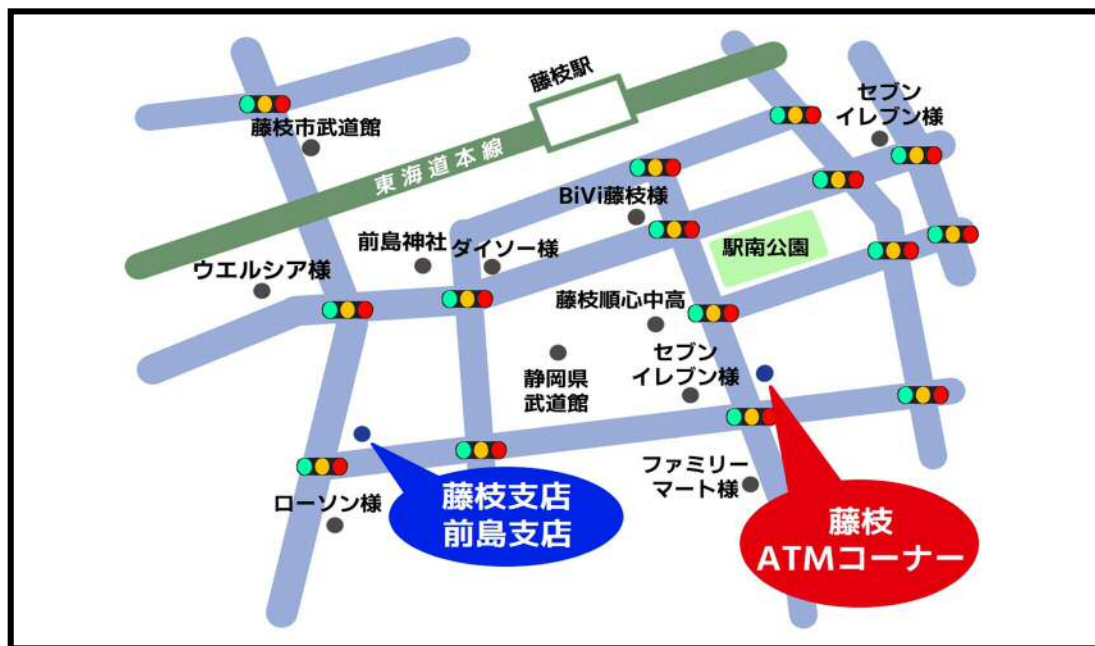 藤枝駅
セブン
イレブン様
藤枝市武道館
東海道本線
BiVi藤枝様
前島神社
ダイソー様
駅南公園
ウエルシア様
藤枝順心中高
セブン
イレブン様
静岡県
武道館
ファミリー
マート様
藤枝支店
前島支店
ローソン様
藤枝
ATMコーナー